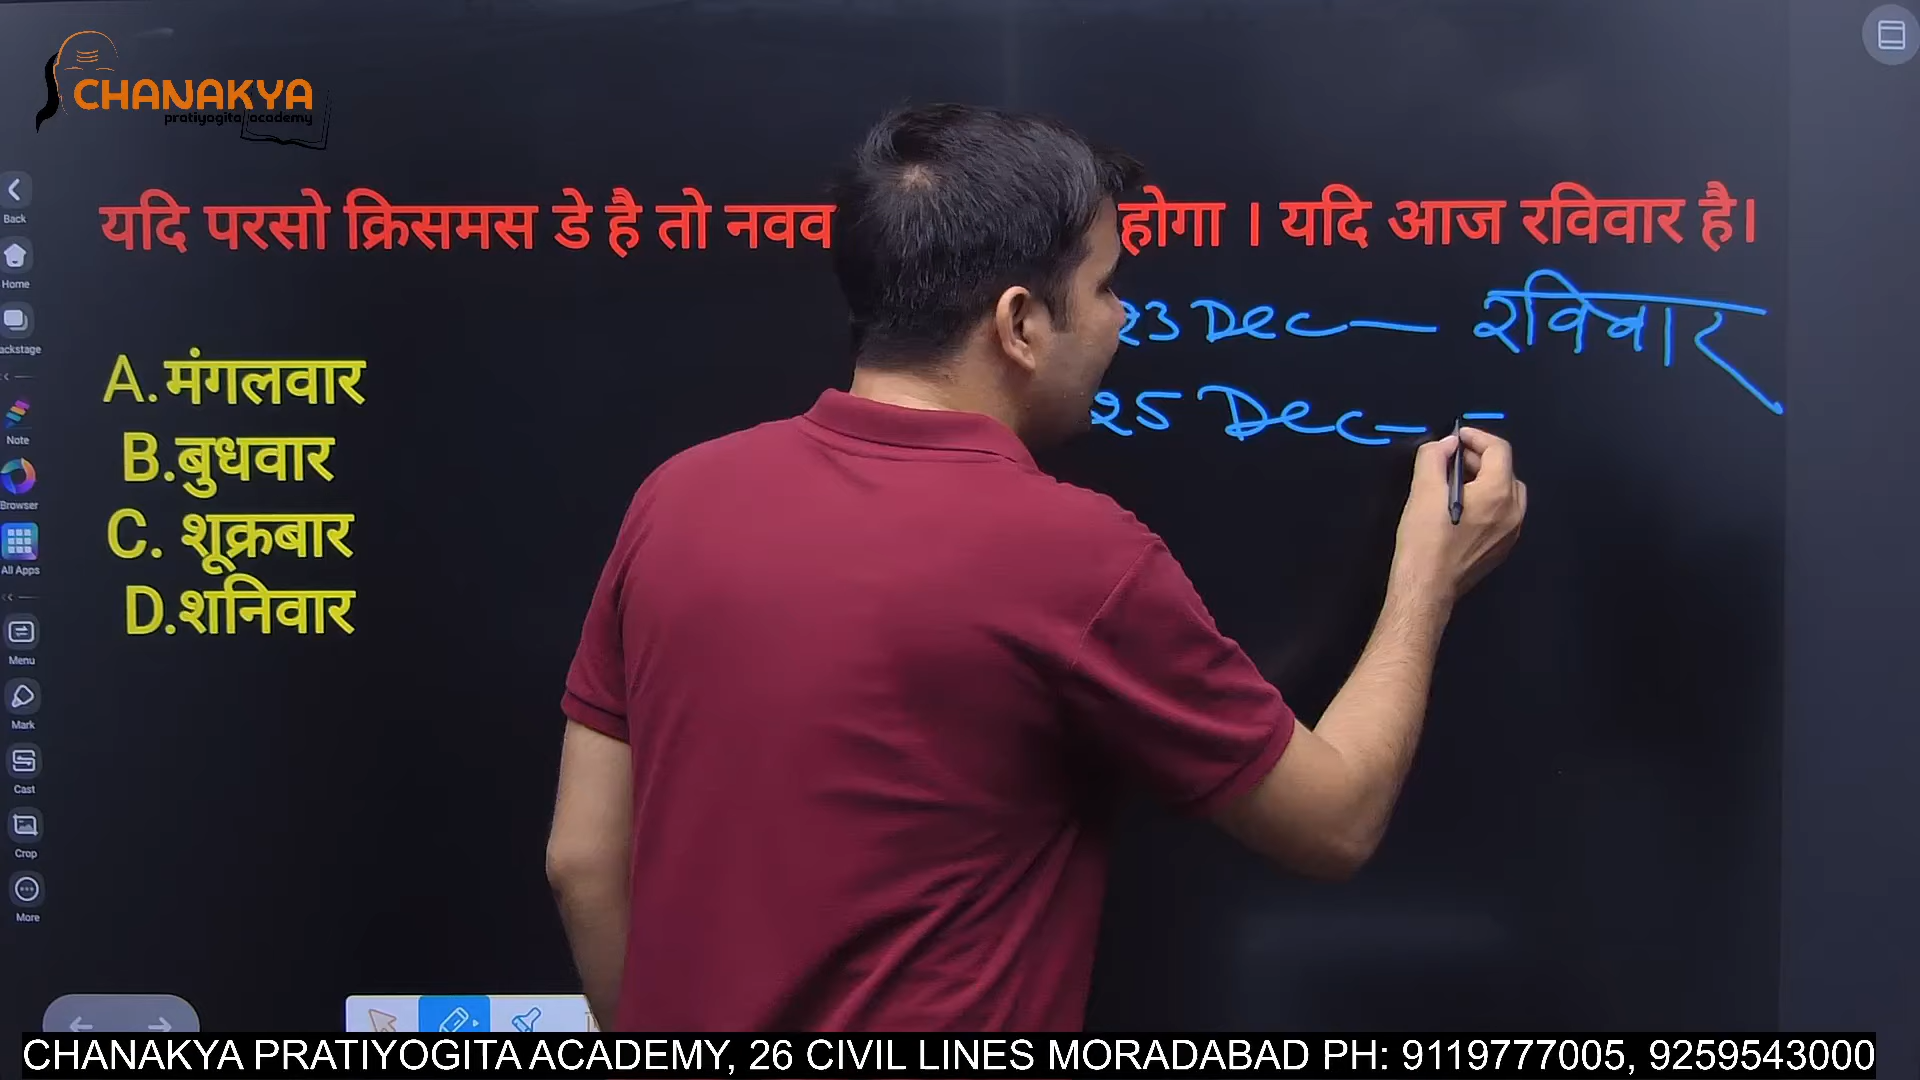 CHANAKYA
pratiyogita academy
यदि परसो क्रिसमस डे है तो होगा । यदि आज रविवार है।
23 Dec — रविवार
25 Dec - -
A.मंगलवार
B.बुधवार
C. शूक्रबार
D.शनिवार
Back
Home
ackstage
Note
Browser
All Apps
Menu
Mark
Cast
Crop
More
CHANAKYA PRATIYOGITA ACADEMY, 26 CIVIL LINES MORADABAD PH: 9119777005, 9259543000